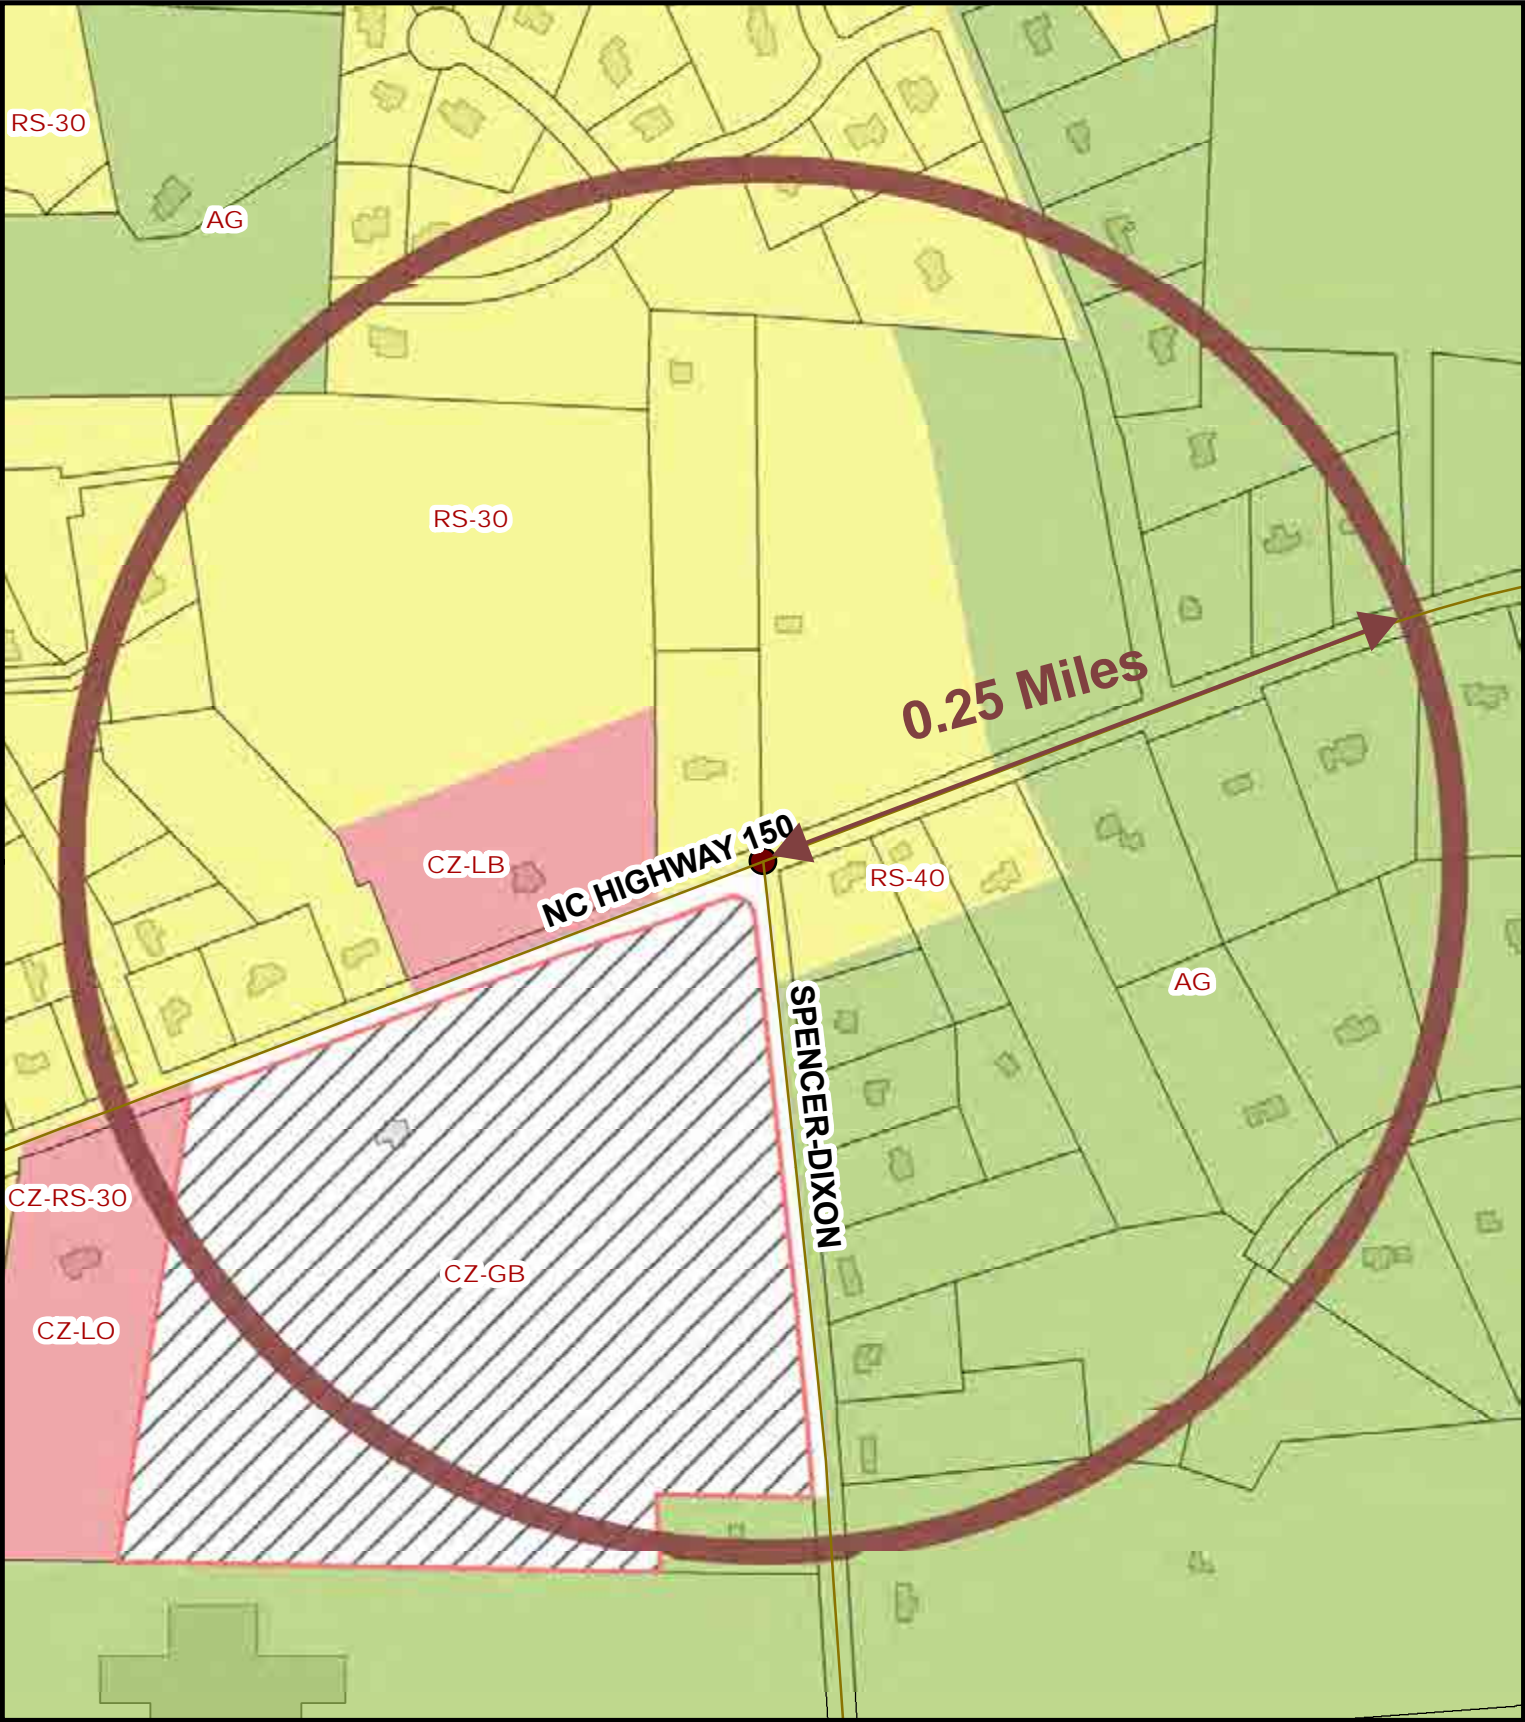 RS-30
AG
RS-30
0.25 Miles
NC HIGHWAY 150
CZ-LB
RS-40
AG
SPENCER-DIXON
CZ-RS-30
CZ-GB
CZ-LO